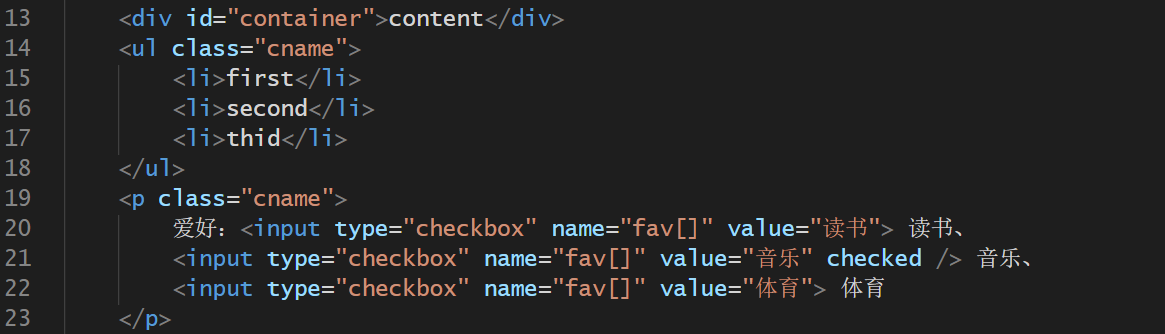 13 <div id="container">content</div>
14 <ul class="cname">
15 <li>first</li>
16 <li>second</li>
17 <li>thid</li>
18 </ul>
19 <p class="cname">
20 爱好：<input type="checkbox" name="fav[]" value="读书"> 读书、
21 <input type="checkbox" name="fav[]" value="音乐" checked /> 音乐、
22 <input type="checkbox" name="fav[]" value="体育"> 体育
23 </p>